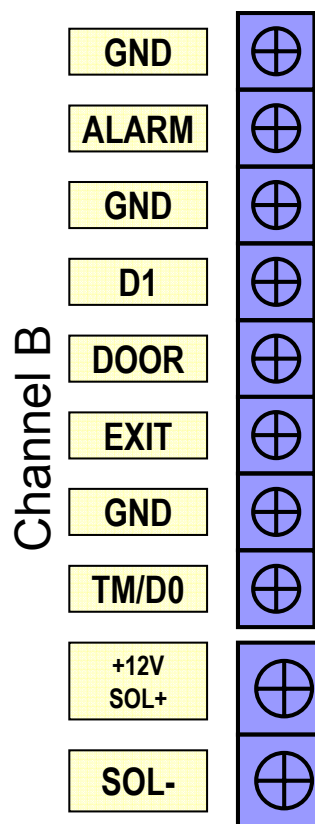 GND
ALARM
GND
D1
DOOR
EXIT
GND
TM/D0
+12V
SOL+
SOL-
Channel B